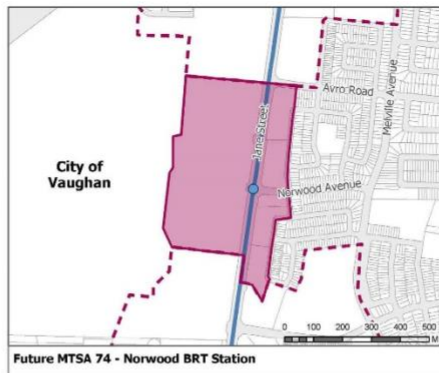 Avro Road
Melville Avenue
Jane Street
City of
Vaughan
Norwood Avenue
0 100 200 300 400 500
M
Future MTSA 74 - Norwood BRT Station